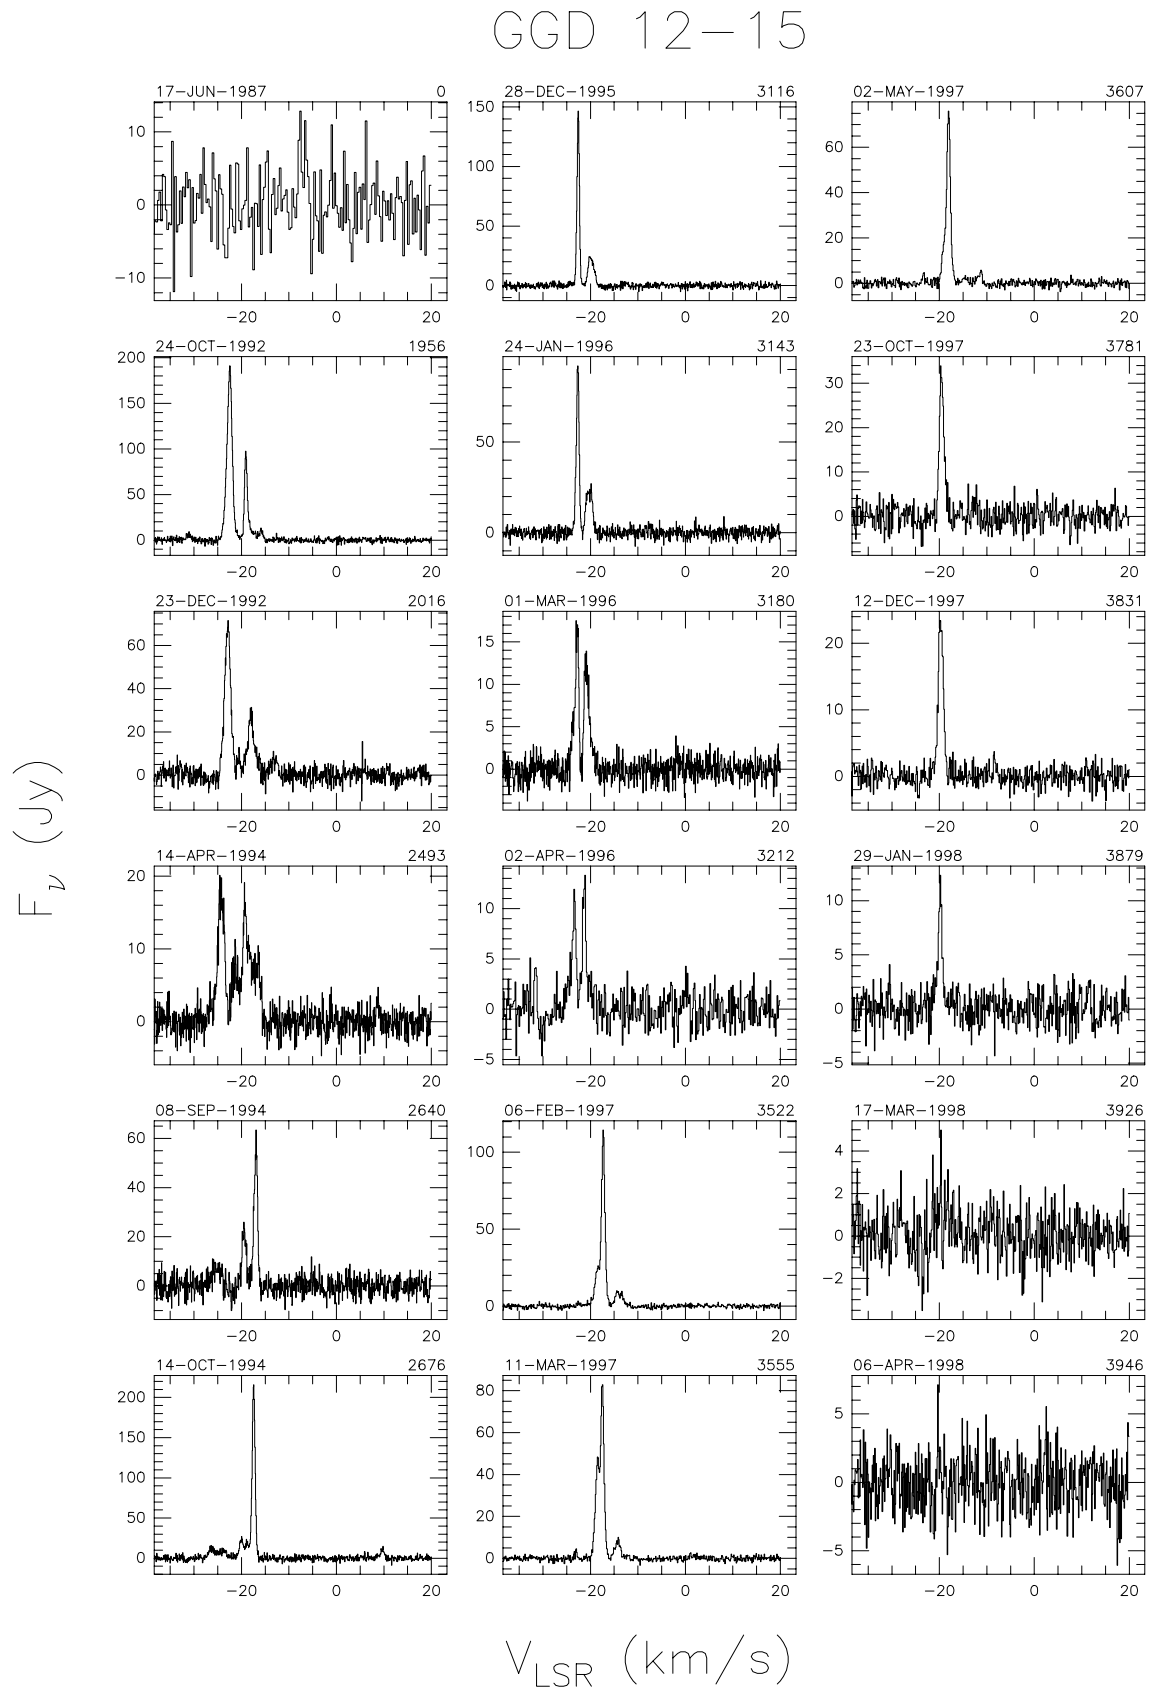 GGD 12−15
17−JUN−1987 0
10
0
−10
−20 0 20
24−OCT−1992 1956
200
150
100
50
0
−20 0 20
23−DEC−1992 2016
60
40
20
0
−20 0 20
14−APR−1994 2493
20
10
0
−20 0 20
08−SEP−1994 2640
60
40
20
0
−20 0 20
14−OCT−1994 2676
200
150
100
50
0
−20 0 20
28−DEC−1995 3116
150
100
50
0
−20 0 20
24−JAN−1996 3143
50
0
−20 0 20
01−MAR−1996 3180
15
10
5
0
−20 0 20
02−APR−1996 3212
10
5
0
−5
−20 0 20
06−FEB−1997 3522
100
50
0
−20 0 20
11−MAR−1997 3555
80
60
40
20
0
−20 0 20
02−MAY−1997 3607
60
40
20
0
−20 0 20
23−OCT−1997 3781
30
20
10
0
−20 0 20
12−DEC−1997 3831
20
10
0
−20 0 20
29−JAN−1998 3879
10
5
0
−5
−20 0 20
17−MAR−1998 3926
4
2
0
−2
−20 0 20
06−APR−1998 3946
5
0
−5
−20 0 20
Fν (Jy)
VLSR (km/s)